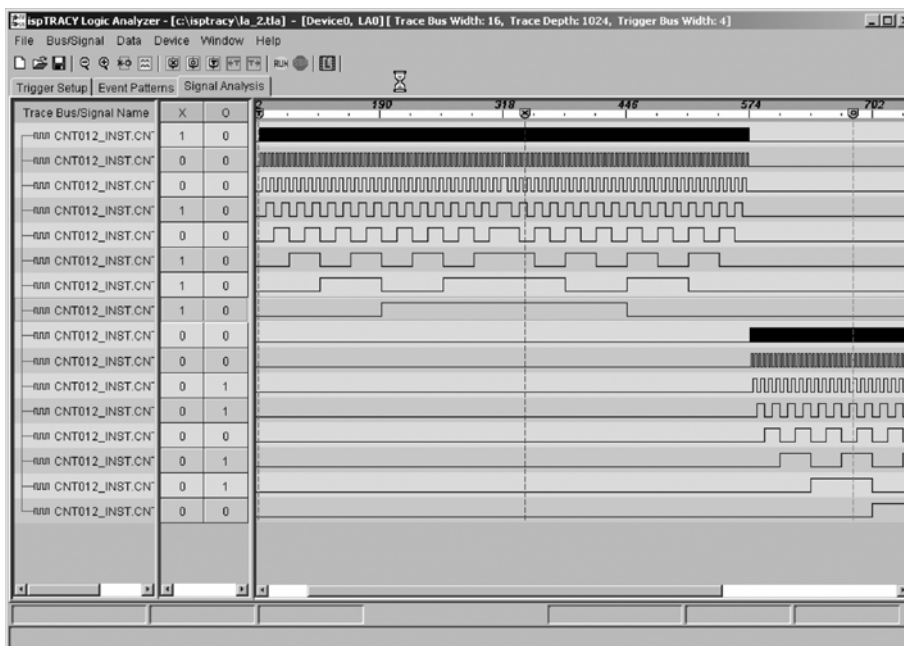 ispTRACY Logic Analyzer - [c:\isptracy\la_2.tla] - [Device0, LA0] [ Trace Bus Width: 16, Trace Depth: 1024, Trigger Bus Width: 4]
File Bus/Signal Data Device Window Help
RUN
Trigger Setup Event Patterns Signal Analysis
Trace Bus/Signal Name X O 2 190 318 446 574 702
CNT012_INST.CN 1 0
CNT012_INST.CN 0 0
CNT012_INST.CN 0 0
CNT012_INST.CN 1 0
CNT012_INST.CN 0 0
CNT012_INST.CN 1 0
CNT012_INST.CN 1 0
CNT012_INST.CN 1 0
CNT012_INST.CN 0 0
CNT012_INST.CN 0 0
CNT012_INST.CN 0 1
CNT012_INST.CN 0 1
CNT012_INST.CN 0 0
CNT012_INST.CN 0 1
CNT012_INST.CN 0 1
CNT012_INST.CN 0 0